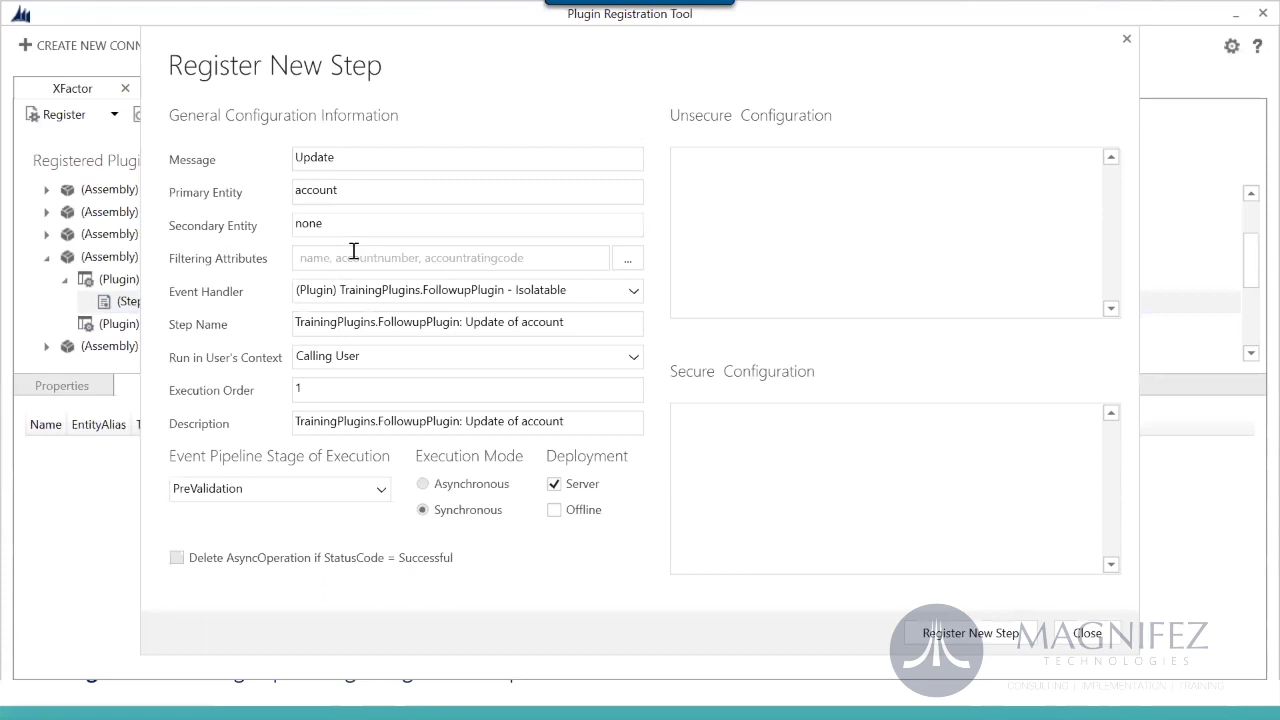 Plugin Registration Tool
CREATE NEW CONN
XFactor
Register
Registered Plugi
(Assembly)
(Assembly)
(Assembly)
(Assembly)
(Plugin)
(Step
(Plugin)
(Assembly)
Properties
Name EntityAlias T
Register New Step
General Configuration Information
Message Update
Primary Entity account
Secondary Entity none
Filtering Attributes name, accountnumber, accountratingcode ...
Event Handler (Plugin) TrainingPlugins.FollowupPlugin - Isolatable
Step Name TrainingPlugins.FollowupPlugin: Update of account
Run in User's Context Calling User
Execution Order 1
Description TrainingPlugins.FollowupPlugin: Update of account
Event Pipeline Stage of Execution Execution Mode Deployment
PreValidation Asynchronous Server
Synchronous Offline
Delete AsyncOperation if StatusCode = Successful
Unsecure Configuration
Secure Configuration
Register New Step Close
MAGNIFEZ
TECHNOLOGIES
CONSULTING | IMPLEMENTATION | TRAINING